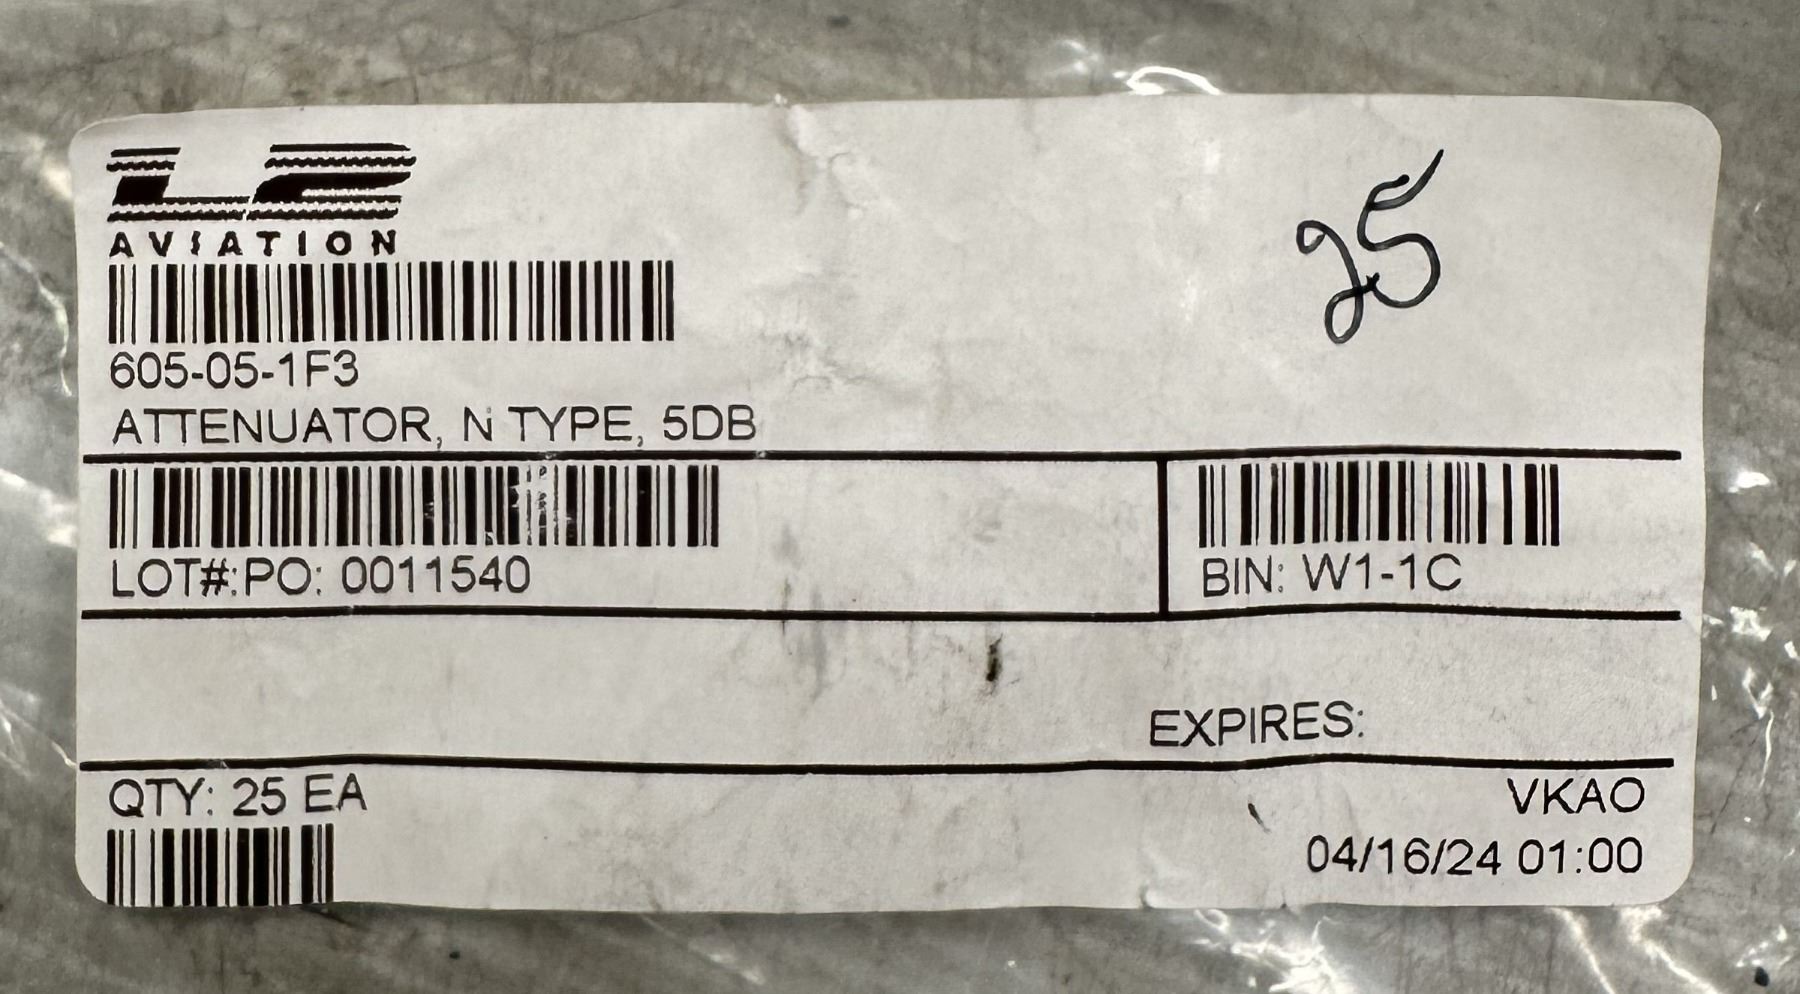 L2
AVIATION
25
605-05-1F3
ATTENUATOR, N TYPE, 5DB
LOT#:PO: 0011540
BIN: W1-1C
EXPIRES:
QTY: 25 EA
VKAO
04/16/24 01:00